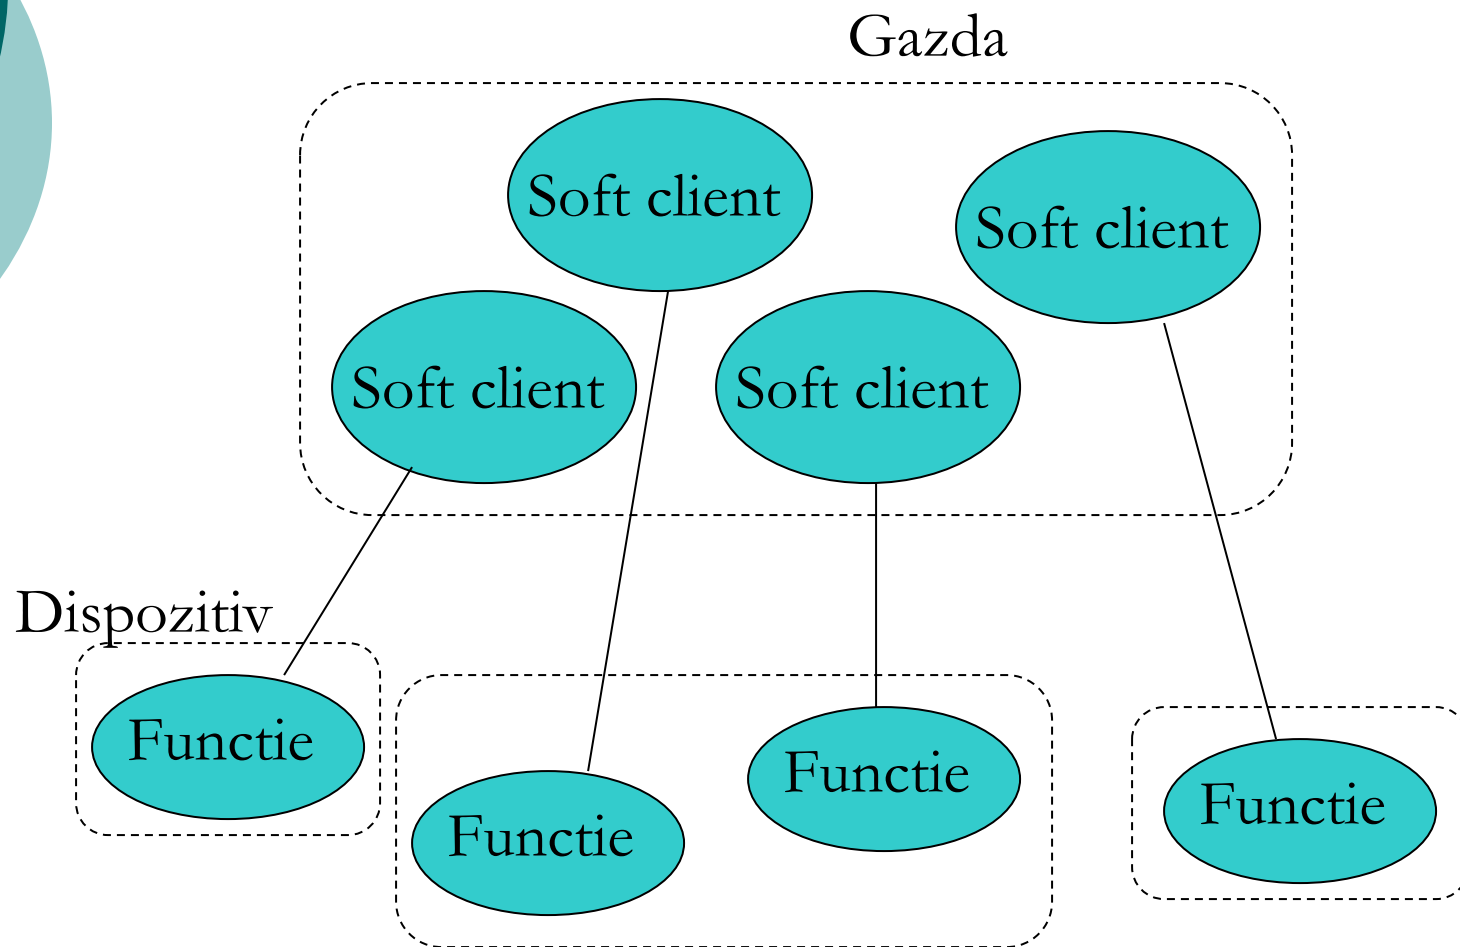 Gazda
Soft client
Soft client
Soft client
Soft client
Dispozitiv
Functie
Functie
Functie
Functie